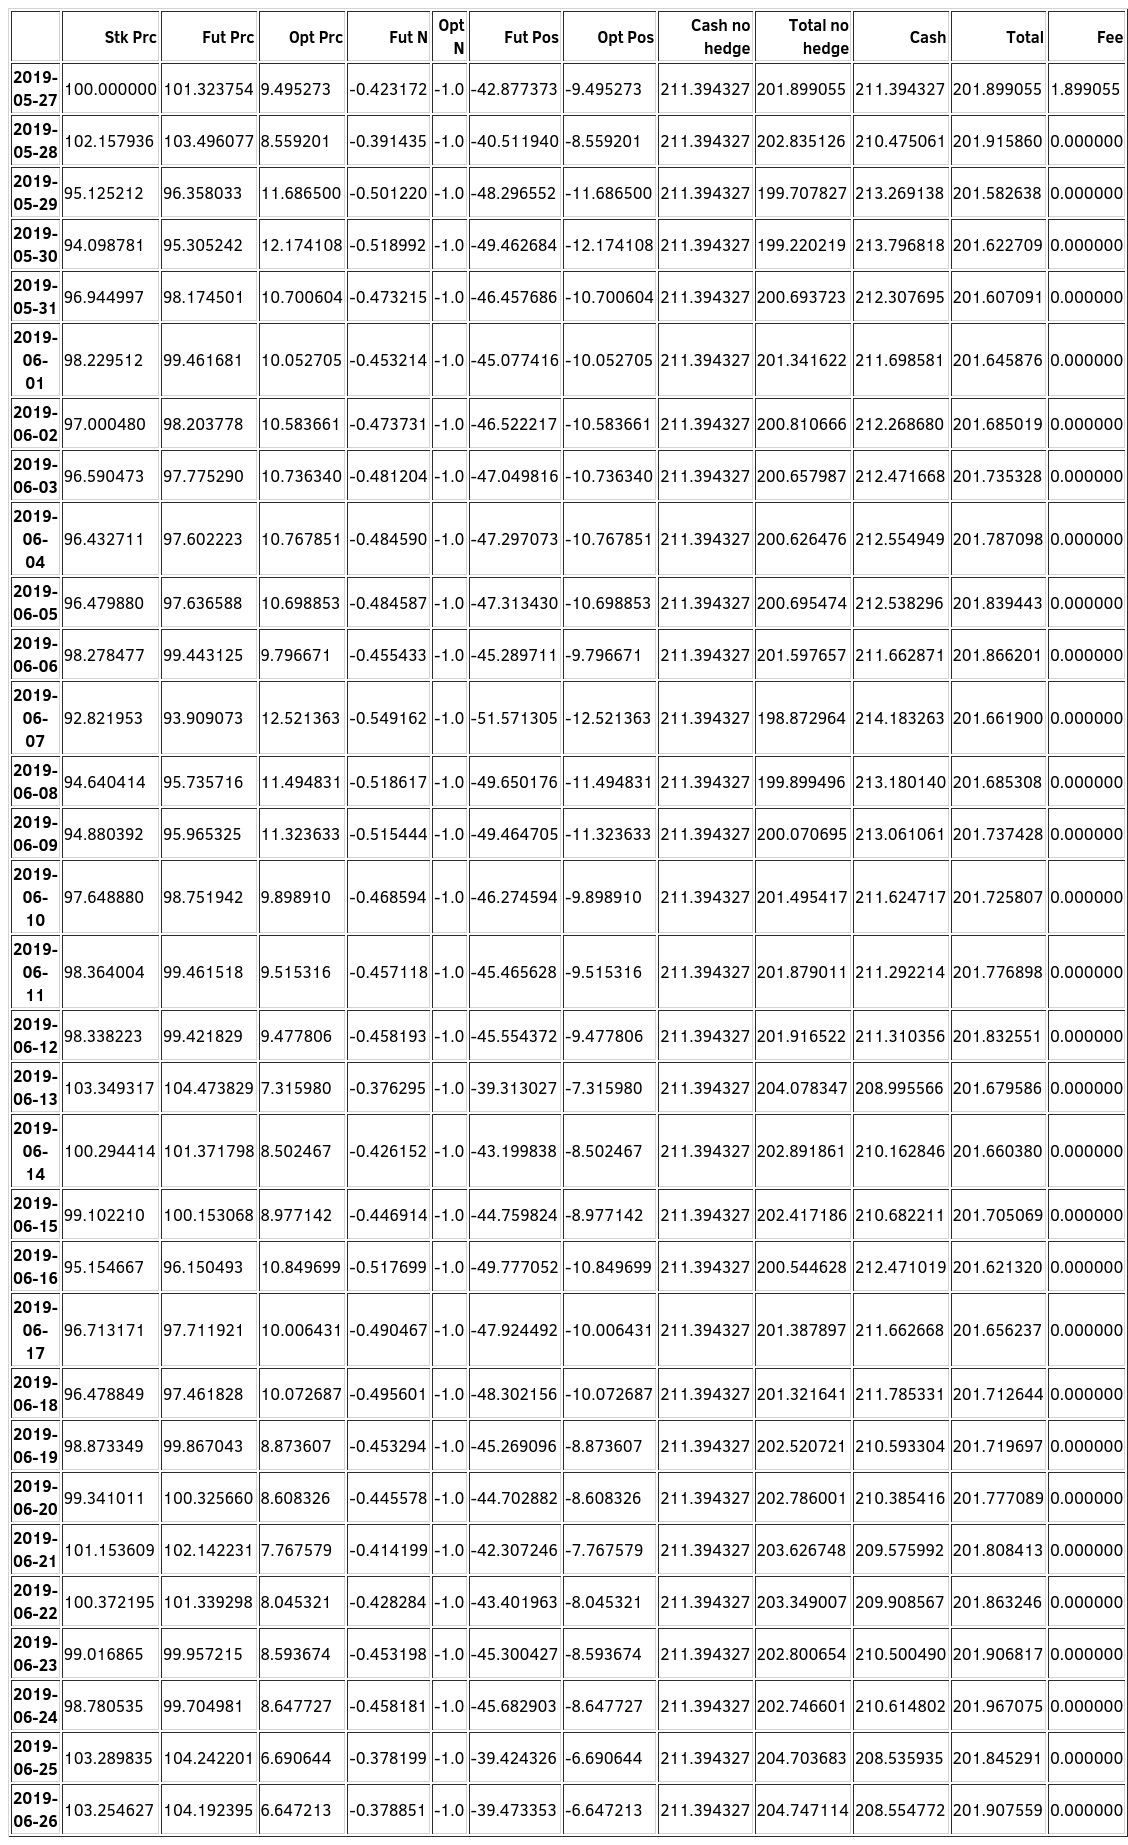 Stk Prc Fut Prc Opt Prc Fut N Opt N Fut Pos Opt Pos Cash no hedge Total no hedge Cash Total Fee
2019-05-27 100.000000 101.323754 9.495273 -0.423172 -1.0 -42.877373 -9.495273 211.394327 201.899055 211.394327 201.899055 1.899055
2019-05-28 102.157936 103.496077 8.559201 -0.391435 -1.0 -40.511940 -8.559201 211.394327 202.835126 210.475061 201.915860 0.000000
2019-05-29 95.125212 96.358033 11.686500 -0.501220 -1.0 -48.296552 -11.686500 211.394327 199.707827 213.269138 201.582638 0.000000
2019-05-30 94.098781 95.305242 12.174108 -0.518992 -1.0 -49.462684 -12.174108 211.394327 199.220219 213.796818 201.622709 0.000000
2019-05-31 96.944997 98.174501 10.700604 -0.473215 -1.0 -46.457686 -10.700604 211.394327 200.693723 212.307695 201.607091 0.000000
2019-06-01 98.229512 99.461681 10.052705 -0.453214 -1.0 -45.077416 -10.052705 211.394327 201.341622 211.698581 201.645876 0.000000
2019-06-02 97.000480 98.203778 10.583661 -0.473731 -1.0 -46.522217 -10.583661 211.394327 200.810666 212.268680 201.685019 0.000000
2019-06-03 96.590473 97.775290 10.736340 -0.481204 -1.0 -47.049816 -10.736340 211.394327 200.657987 212.471668 201.735328 0.000000
2019-06-04 96.432711 97.602223 10.767851 -0.484590 -1.0 -47.297073 -10.767851 211.394327 200.626476 212.554949 201.787098 0.000000
2019-06-05 96.479880 97.636588 10.698853 -0.484587 -1.0 -47.313430 -10.698853 211.394327 200.695474 212.538296 201.839443 0.000000
2019-06-06 98.278477 99.443125 9.796671 -0.455433 -1.0 -45.289711 -9.796671 211.394327 201.597657 211.662871 201.866201 0.000000
2019-06-07 92.821953 93.909073 12.521363 -0.549162 -1.0 -51.571305 -12.521363 211.394327 198.872964 214.183263 201.661900 0.000000
2019-06-08 94.640414 95.735716 11.494831 -0.518617 -1.0 -49.650176 -11.494831 211.394327 199.899496 213.180140 201.685308 0.000000
2019-06-09 94.880392 95.965325 11.323633 -0.515444 -1.0 -49.464705 -11.323633 211.394327 200.070695 213.061061 201.737428 0.000000
2019-06-10 97.648880 98.751942 9.898910 -0.468594 -1.0 -46.274594 -9.898910 211.394327 201.495417 211.624717 201.725807 0.000000
2019-06-11 98.364004 99.461518 9.515316 -0.457118 -1.0 -45.465628 -9.515316 211.394327 201.879011 211.292214 201.776898 0.000000
2019-06-12 98.338223 99.421829 9.477806 -0.458193 -1.0 -45.554372 -9.477806 211.394327 201.916522 211.310356 201.832551 0.000000
2019-06-13 103.349317 104.473829 7.315980 -0.376295 -1.0 -39.313027 -7.315980 211.394327 204.078347 208.995566 201.679586 0.000000
2019-06-14 100.294414 101.371798 8.502467 -0.426152 -1.0 -43.199838 -8.502467 211.394327 202.891861 210.162846 201.660380 0.000000
2019-06-15 99.102210 100.153068 8.977142 -0.446914 -1.0 -44.759824 -8.977142 211.394327 202.417186 210.682211 201.705069 0.000000
2019-06-16 95.154667 96.150493 10.849699 -0.517699 -1.0 -49.777052 -10.849699 211.394327 200.544628 212.471019 201.621320 0.000000
2019-06-17 96.713171 97.711921 10.006431 -0.490467 -1.0 -47.924492 -10.006431 211.394327 201.387897 211.662668 201.656237 0.000000
2019-06-18 96.478849 97.461828 10.072687 -0.495601 -1.0 -48.302156 -10.072687 211.394327 201.321641 211.785331 201.712644 0.000000
2019-06-19 98.873349 99.867043 8.873607 -0.453294 -1.0 -45.269096 -8.873607 211.394327 202.520721 210.593304 201.719697 0.000000
2019-06-20 99.341011 100.325660 8.608326 -0.445578 -1.0 -44.702882 -8.608326 211.394327 202.786001 210.385416 201.777089 0.000000
2019-06-21 101.153609 102.142231 7.767579 -0.414199 -1.0 -42.307246 -7.767579 211.394327 203.626748 209.575992 201.808413 0.000000
2019-06-22 100.372195 101.339298 8.045321 -0.428284 -1.0 -43.401963 -8.045321 211.394327 203.349007 209.908567 201.863246 0.000000
2019-06-23 99.016865 99.957215 8.593674 -0.453198 -1.0 -45.300427 -8.593674 211.394327 202.800654 210.500490 201.906817 0.000000
2019-06-24 98.780535 99.704981 8.647727 -0.458181 -1.0 -45.682903 -8.647727 211.394327 202.746601 210.614802 201.967075 0.000000
2019-06-25 103.289835 104.242201 6.690644 -0.378199 -1.0 -39.424326 -6.690644 211.394327 204.703683 208.535935 201.845291 0.000000
2019-06-26 103.254627 104.192395 6.647213 -0.378851 -1.0 -39.473353 -6.647213 211.394327 204.747114 208.554772 201.907559 0.000000